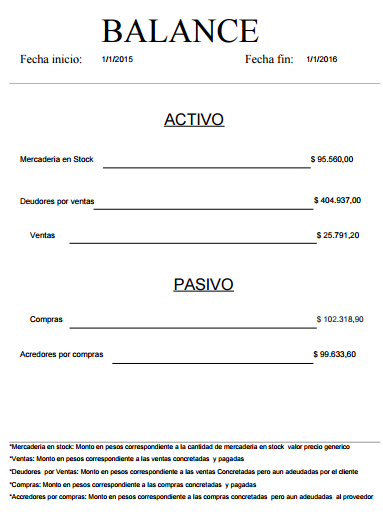 BALANCE
Fecha inicio: 1/1/2015 Fecha fin: 1/1/2016
ACTIVO
Mercaderia en Stock $ 95.560,00
Deudores por ventas $ 404.937,00
Ventas $ 25.791,20
PASIVO
Compras $ 102.318,90
Acredores por compras $ 99.633,60
*Mercaderia en stock: Monto en pesos correspondiente a la cantidad de mercaderia en stock valor precio generico
*Ventas: Monto en pesos correspondiente a las ventas concretadas y pagadas
*Deudores por Ventas: Monto en pesos correspondiente a las ventas Concretadas pero aun adeudadas por el cliente
*Compras: Monto en pesos correspondiente a las compras concretadas y pagadas
*Accredores por compras: Monto en pesos correspondiente a las compras concretadas pero aun adeudadas al proveedor